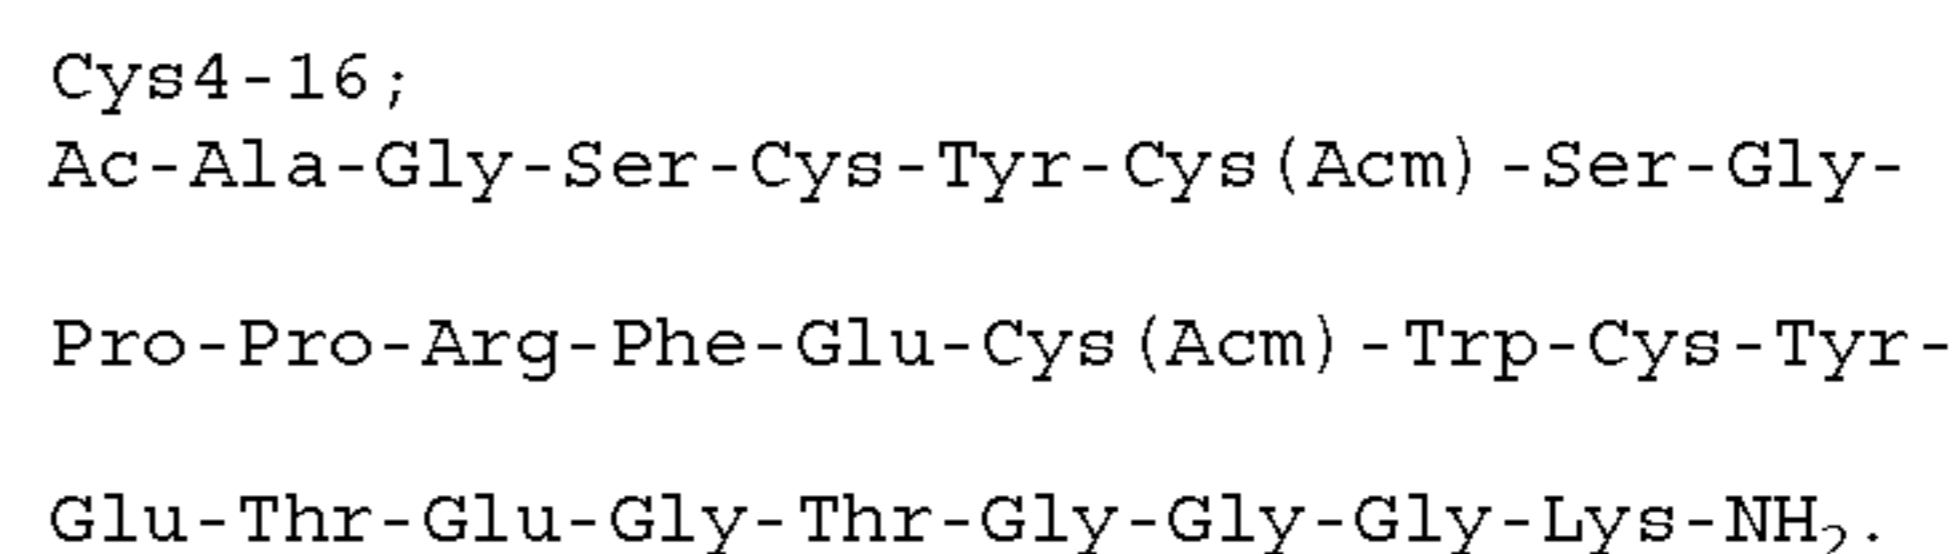 Cys4-16;
Ac-Ala-Gly-Ser-Cys-Tyr-Cys(Acm)-Ser-Gly-
Pro-Pro-Arg-Phe-Glu-Cys(Acm)-Trp-Cys-Tyr-
Glu-Thr-Glu-Gly-Thr-Gly-Gly-Gly-Lys-NH₂.